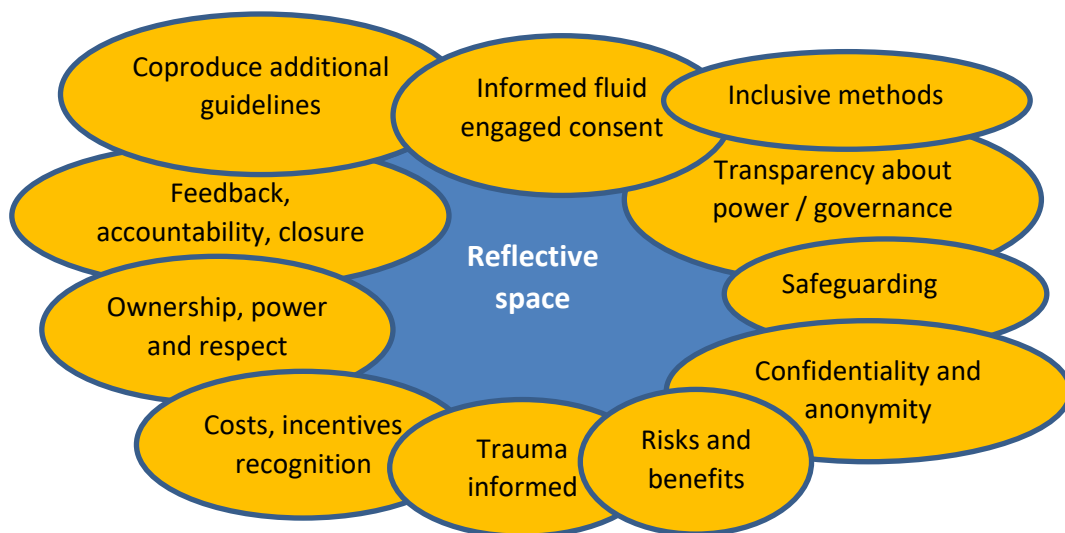 Coproduce additional
guidelines
Informed fluid
engaged consent
Inclusive methods
Transparency about
power / governance
Feedback,
accountability, closure
Reflective
space
Safeguarding
Ownership, power
and respect
Confidentiality and
anonymity
Costs, incentives
recognition
Trauma
informed
Risks and
benefits